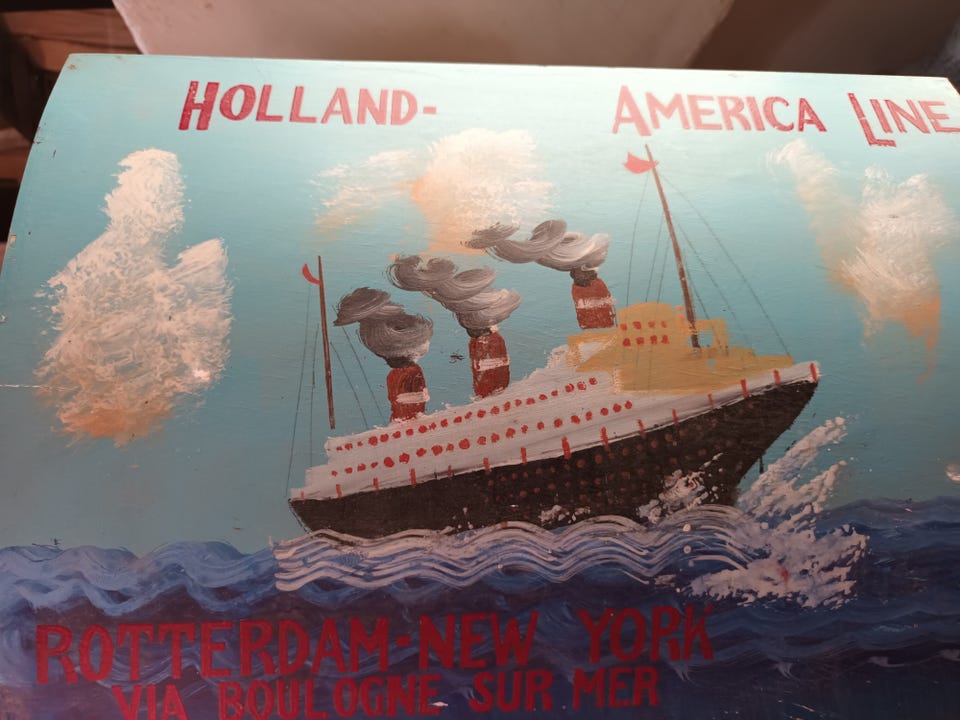 HOLLAND- AMERICA LINE
ROTTERDAM-NEW YORK
VIA BOULOGNE SUR MER